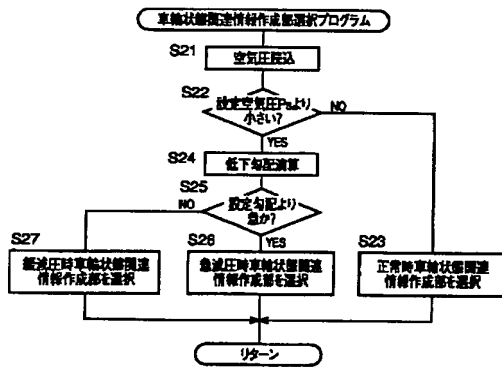 車輪状態関連情報作成部選択プログラム
S21
空気圧読込
S22
設定空気圧Psより
小さい?
NO
YES
S24
低下勾配演算
S25
設定勾配より
急か?
NO
YES
S27
緩減圧時車輪状態関連
情報作成部を選択
S26
急減圧時車輪状態関連
情報作成部を選択
S23
正常時車輪状態関連
情報作成部を選択
リターン